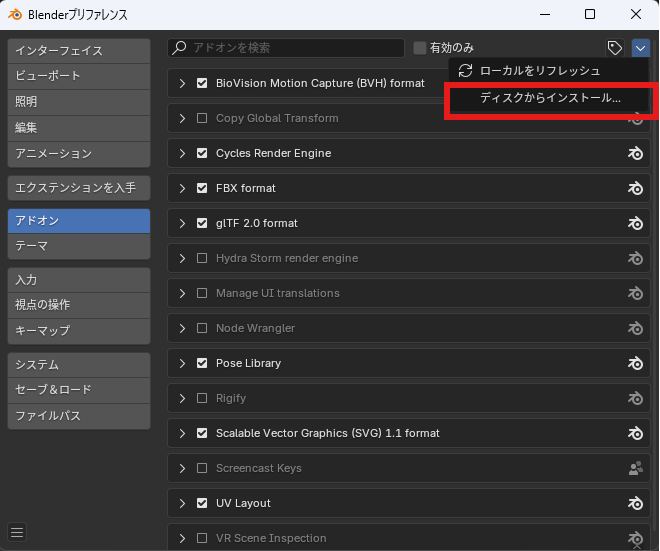 Blenderプリファレンス
インターフェイス
ビューポート
照明
編集
アニメーション
エクステンションを入手
アドオン
テーマ
入力
視点の操作
キーマップ
システム
セーブ＆ロード
ファイルパス
アドオンを検索
有効のみ
ローカルをリフレッシュ
ディスクからインストール...
BioVision Motion Capture (BVH) format
Copy Global Transform
Cycles Render Engine
FBX format
glTF 2.0 format
Hydra Storm render engine
Manage UI translations
Node Wrangler
Pose Library
Rigify
Scalable Vector Graphics (SVG) 1.1 format
Screencast Keys
UV Layout
VR Scene Inspection